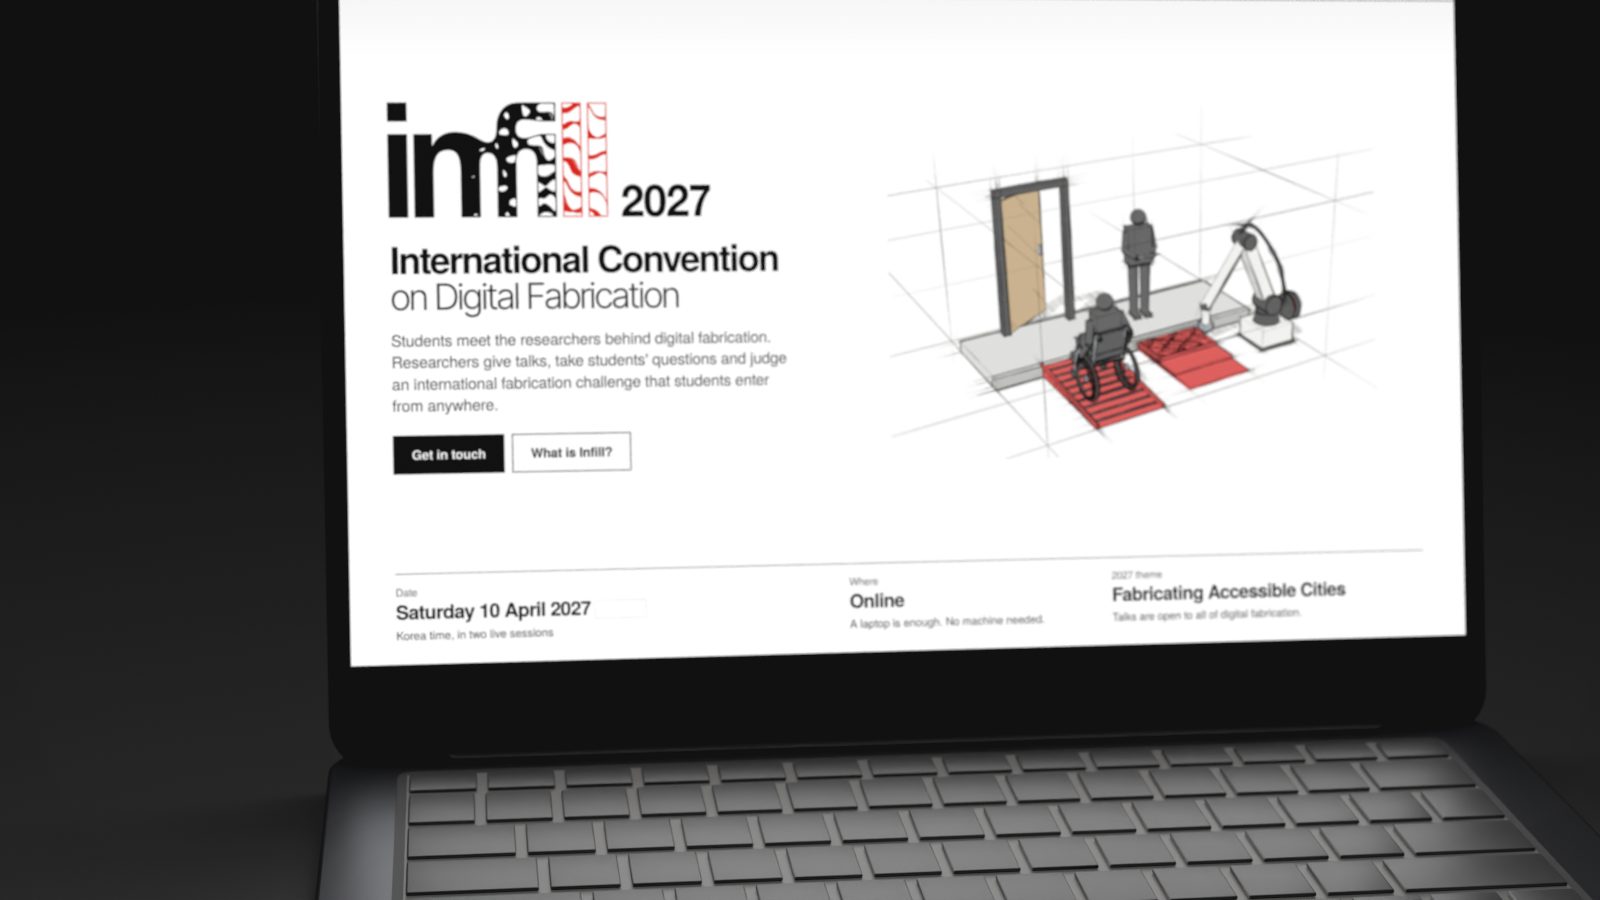 infill 2027
International Convention
on Digital Fabrication
Students meet the researchers behind digital fabrication.
Researchers give talks, take students' questions and judge
an international fabrication challenge that students enter
from anywhere.
Get in touch
What is Infill?
Date
Saturday 10 April 2027
Korea time, in two live sessions
Where
Online
A laptop is enough. No machine needed.
2027 theme
Fabricating Accessible Cities
Talks are open to all of digital fabrication.